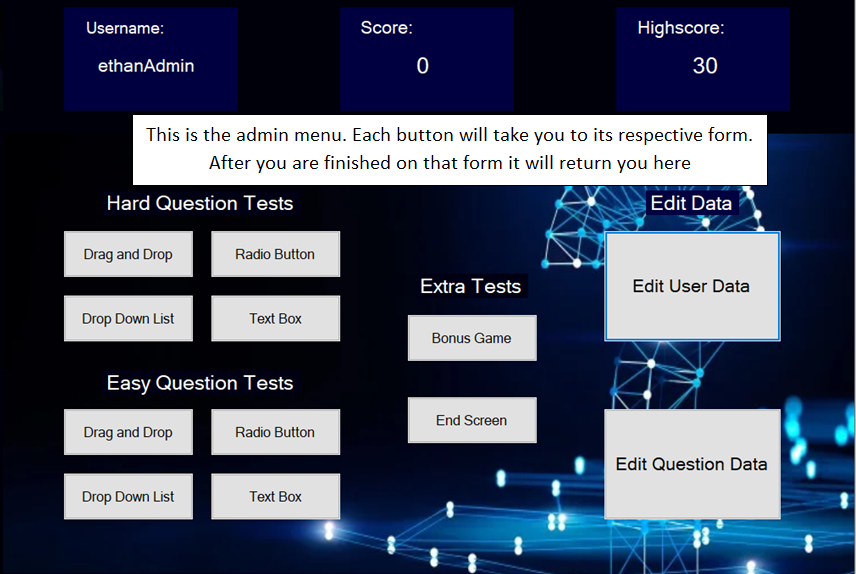 Username:
ethanAdmin
Score:
0
Highscore:
30
This is the admin menu. Each button will take you to its respective form.
After you are finished on that form it will return you here
Hard Question Tests
Drag and Drop
Radio Button
Drop Down List
Text Box
Easy Question Tests
Drag and Drop
Radio Button
Drop Down List
Text Box
Extra Tests
Bonus Game
End Screen
Edit Data
Edit User Data
Edit Question Data